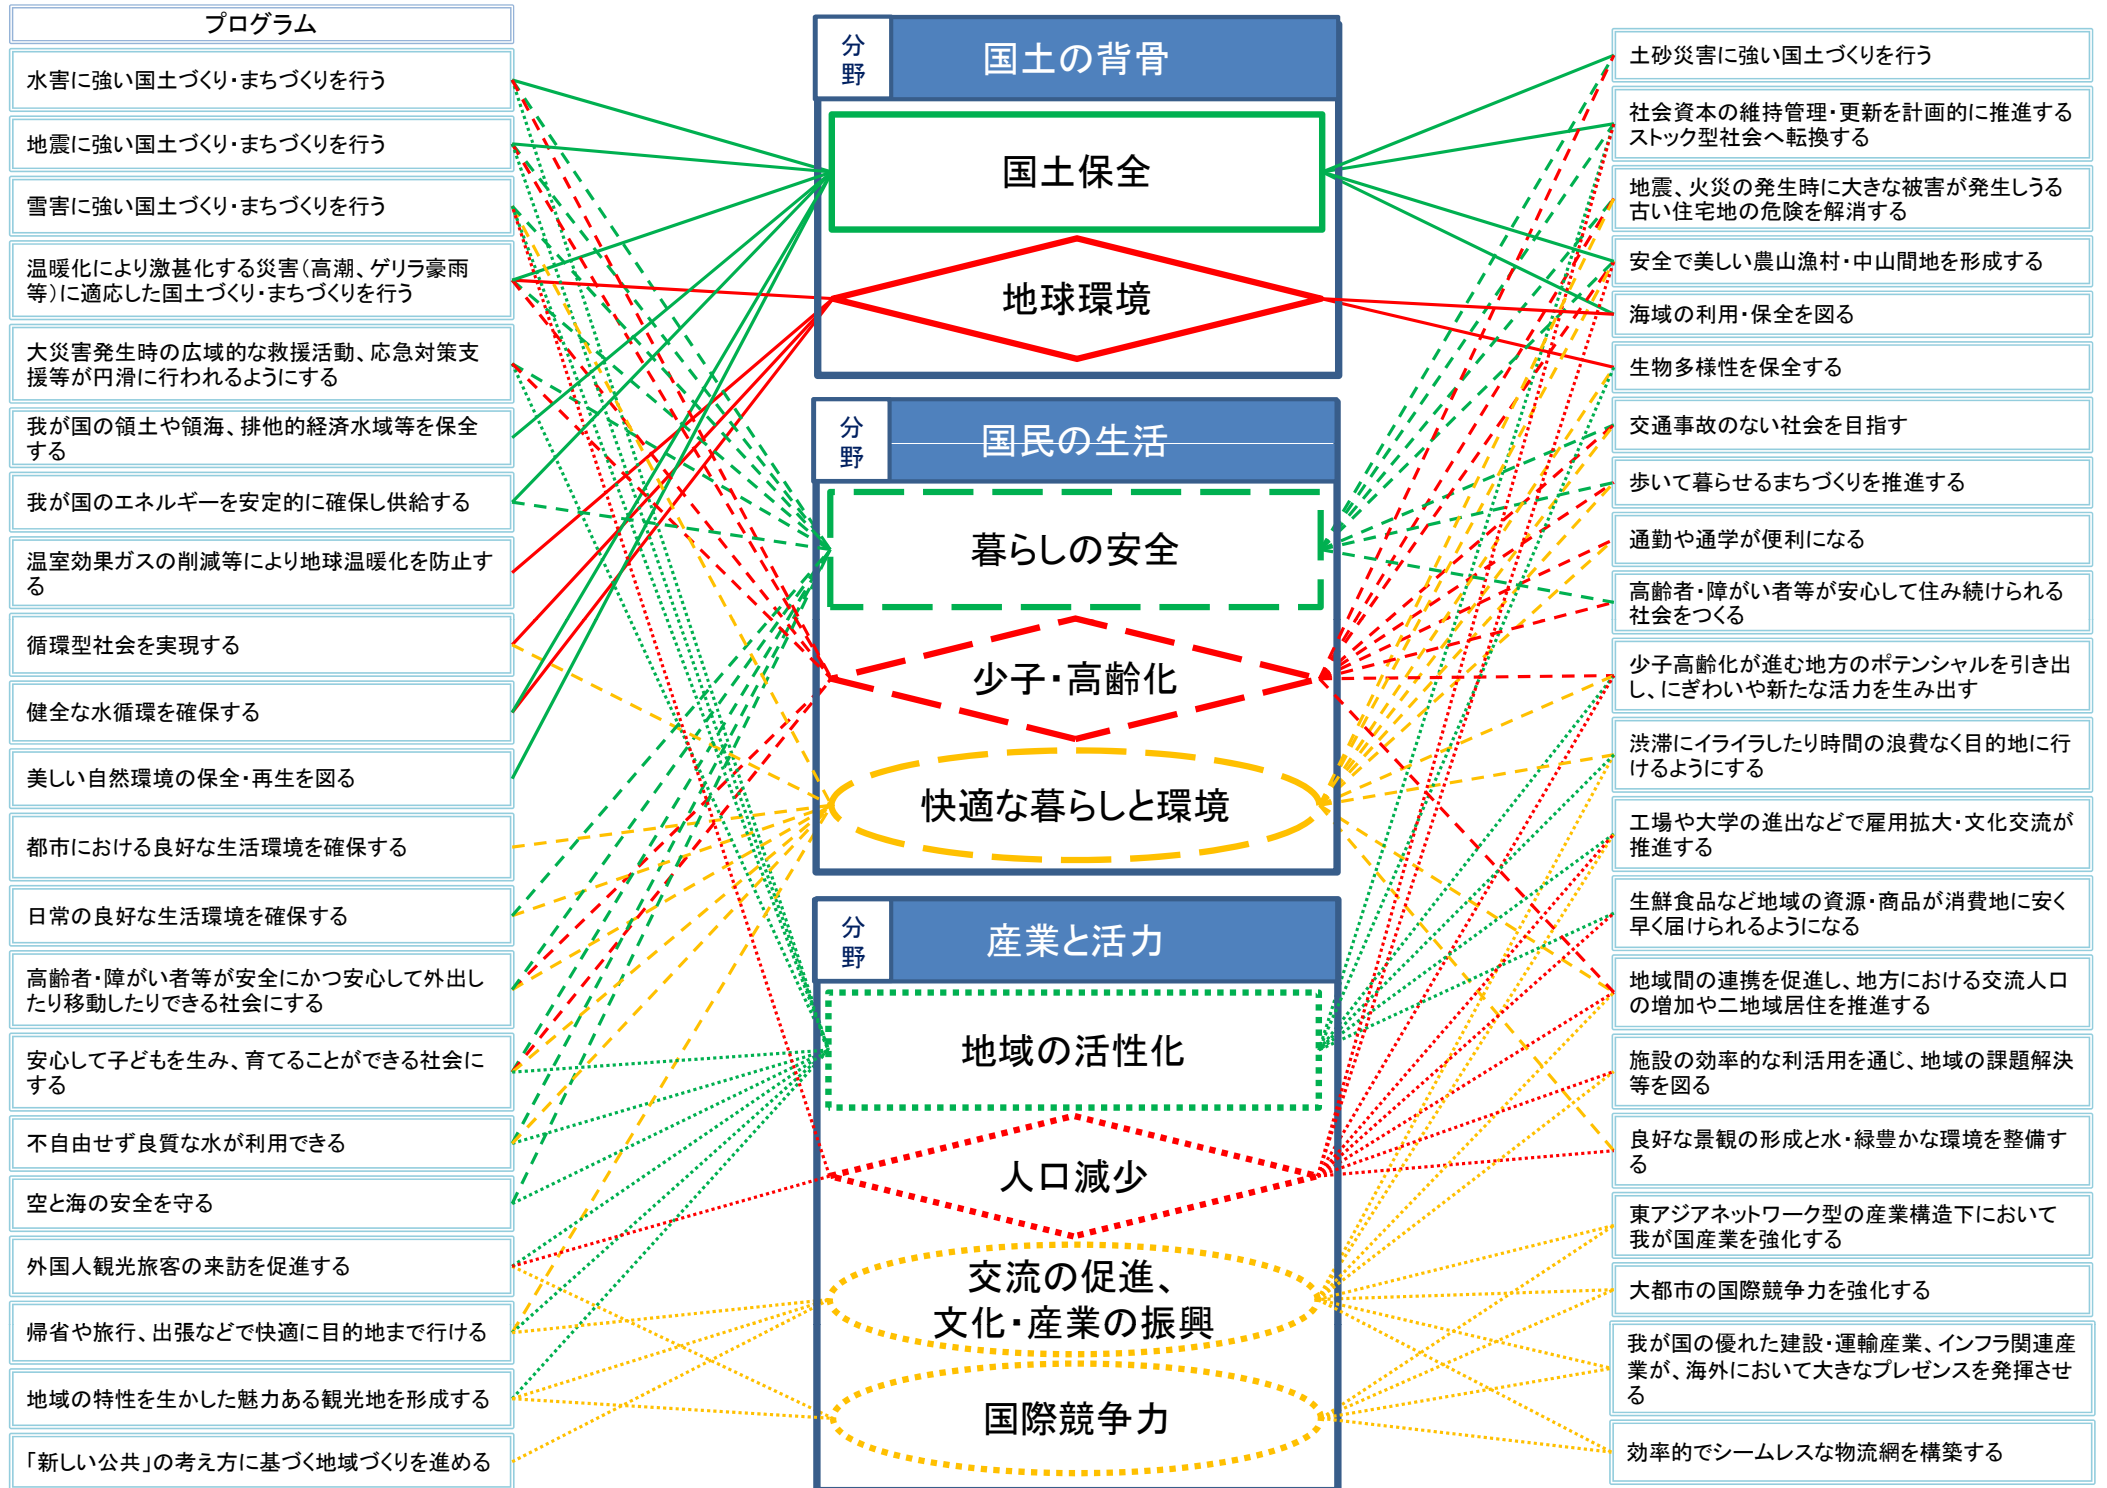 プログラム
水害に強い国土づくり・まちづくりを行う
地震に強い国土づくり・まちづくりを行う
雪害に強い国土づくり・まちづくりを行う
温暖化により激甚化する災害（高潮、ゲリラ豪雨
等）に適応した国土づくり・まちづくりを行う
大災害発生時の広域的な救援活動、応急対策支
援等が円滑に行われるようにする
我が国の領土や領海、排他的経済水域等を保全
する
我が国のエネルギーを安定的に確保し供給する
温室効果ガスの削減等により地球温暖化を防止す
る
循環型社会を実現する
健全な水循環を確保する
美しい自然環境の保全・再生を図る
都市における良好な生活環境を確保する
日常の良好な生活環境を確保する
高齢者・障がい者等が安全にかつ安心して外出し
たり移動したりできる社会にする
安心して子どもを生み、育てることができる社会に
する
不自由せず良質な水が利用できる
空と海の安全を守る
外国人観光旅客の来訪を促進する
帰省や旅行、出張などで快適に目的地まで行ける
地域の特性を生かした魅力ある観光地を形成する
「新しい公共」の考え方に基づく地域づくりを進める
分
野
国土の背骨
国土保全
地球環境
分
野
国民の生活
暮らしの安全
少子・高齢化
快適な暮らしと環境
分
野
産業と活力
地域の活性化
人口減少
交流の促進、
文化・産業の振興
国際競争力
土砂災害に強い国土づくりを行う
社会資本の維持管理・更新を計画的に推進する
ストック型社会へ転換する
地震、火災の発生時に大きな被害が発生しうる
古い住宅地の危険を解消する
安全で美しい農山漁村・中山間地を形成する
海域の利用・保全を図る
生物多様性を保全する
交通事故のない社会を目指す
歩いて暮らせるまちづくりを推進する
通勤や通学が便利になる
高齢者・障がい者等が安心して住み続けられる
社会をつくる
少子高齢化が進む地方のポテンシャルを引き出
し、にぎわいや新たな活力を生み出す
渋滞にイライラしたり時間の浪費なく目的地に行
けるようにする
工場や大学の進出などで雇用拡大・文化交流が
推進する
生鮮食品など地域の資源・商品が消費地に安く
早く届けられるようになる
地域間の連携を促進し、地方における交流人口
の増加や二地域居住を推進する
施設の効率的な利活用を通じ、地域の課題解決
等を図る
良好な景観の形成と水・緑豊かな環境を整備す
る
東アジアネットワーク型の産業構造下において
我が国産業を強化する
大都市の国際競争力を強化する
我が国の優れた建設・運輸産業、インフラ関連産
業が、海外において大きなプレゼンスを発揮させ
る
効率的でシームレスな物流網を構築する